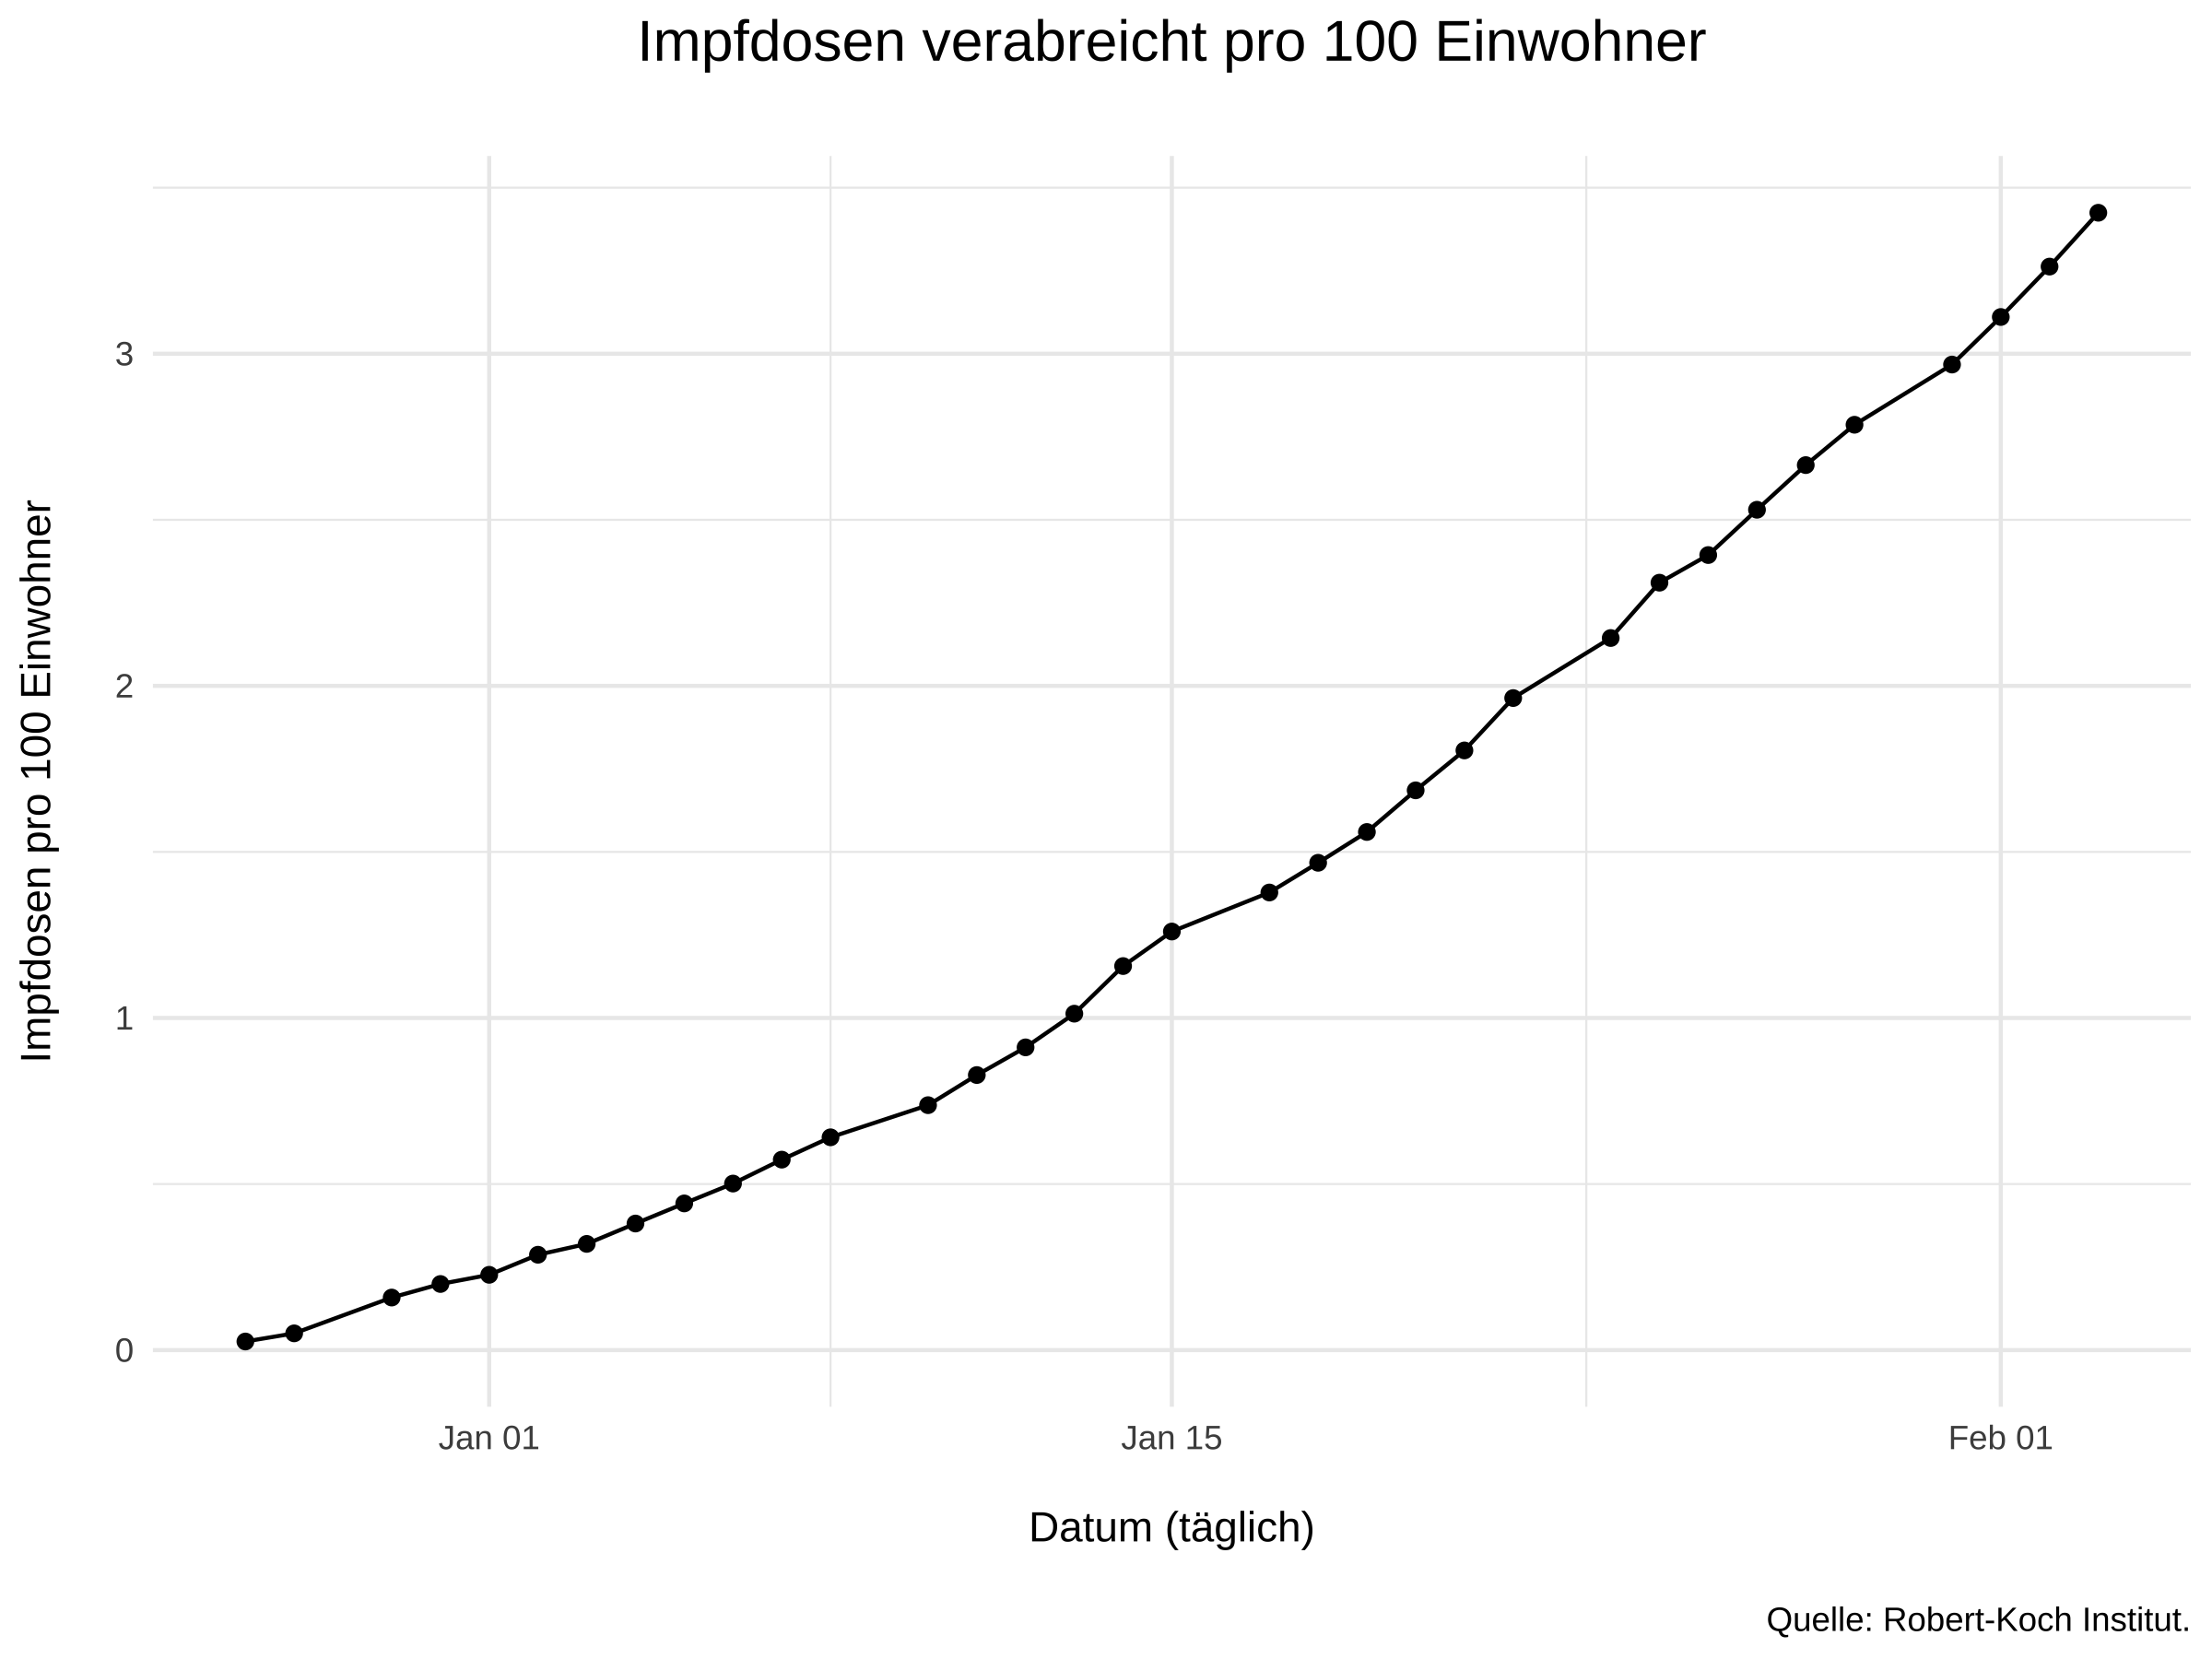 Impfdosen verabreicht pro 100 Einwohner
Impfdosen pro 100 Einwohner
3
2
1
0
Jan 01
Jan 15
Feb 01
Datum (täglich)
Quelle: Robert-Koch Institut.